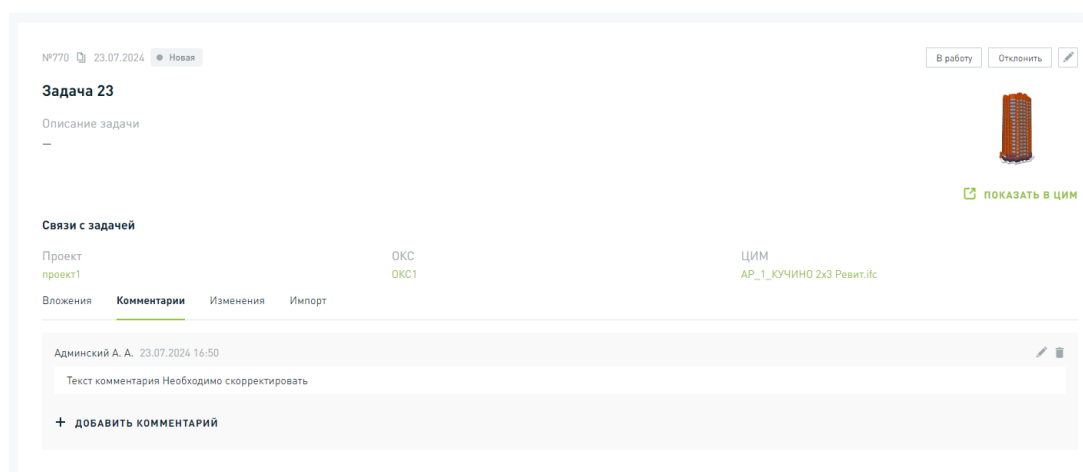 №770 23.07.2024 Новая В работу Отклонить
Задача 23
Описание задачи
—
ПОКАЗАТЬ В ЦИМ
Связи с задачей
Проект ОКС ЦИМ
проект1 ОКС1 АР_1_КУЧИНО 2х3 Ревит.ifc
Вложения Комментарии Изменения Импорт
Админский А. А. 23.07.2024 16:50
Текст комментария Необходимо скорректировать
+ ДОБАВИТЬ КОММЕНТАРИЙ